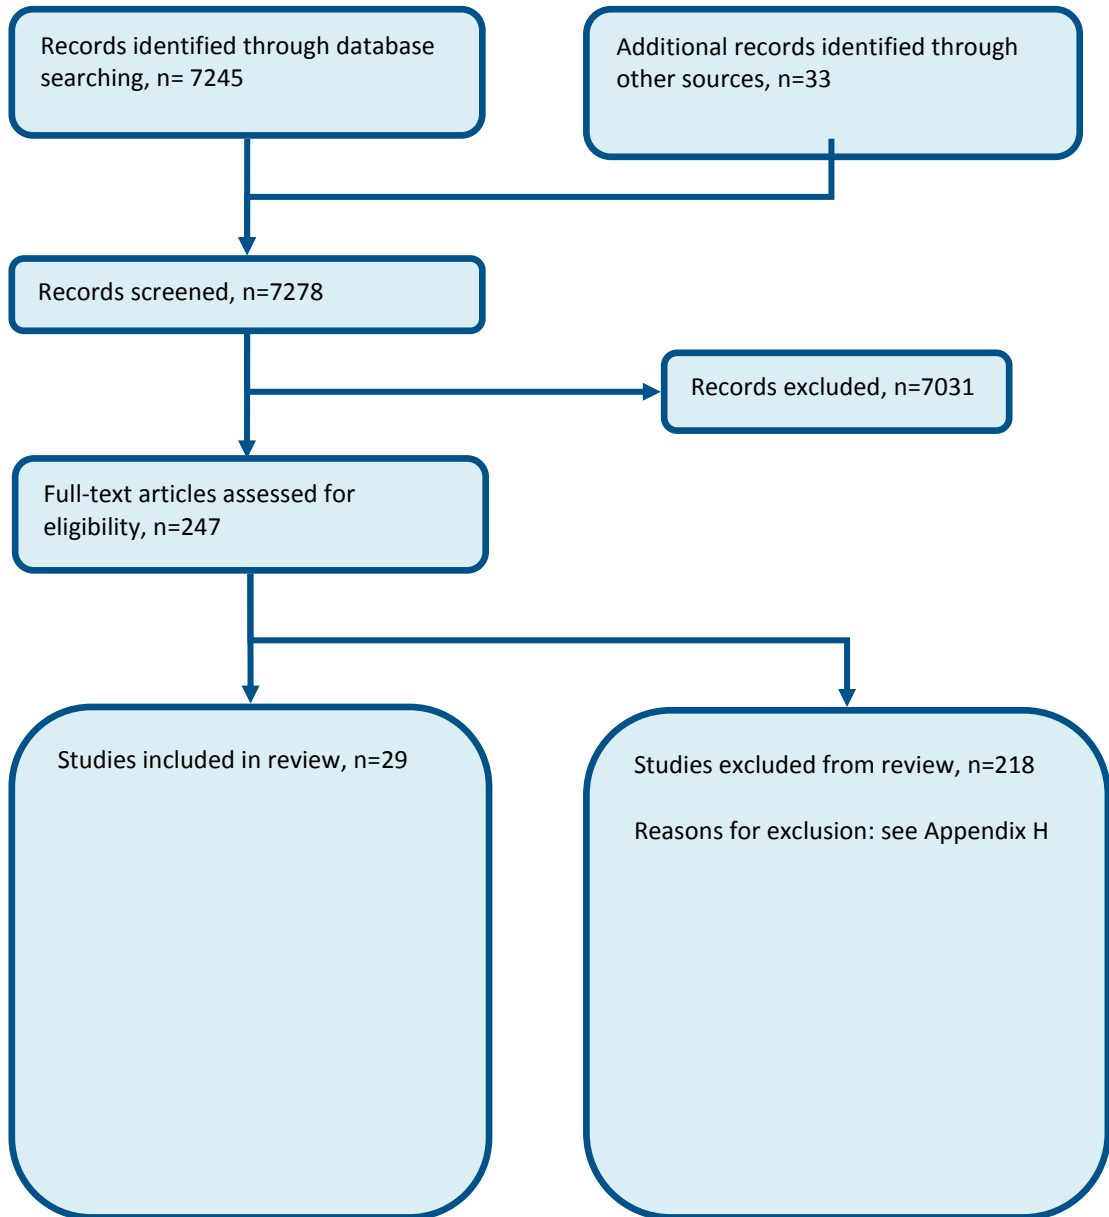 Records identified through database
searching, n= 7245
Additional records identified through
other sources, n=33
Records screened, n=7278
Records excluded, n=7031
Full-text articles assessed for
eligibility, n=247
Studies included in review, n=29
Studies excluded from review, n=218
Reasons for exclusion: see Appendix H